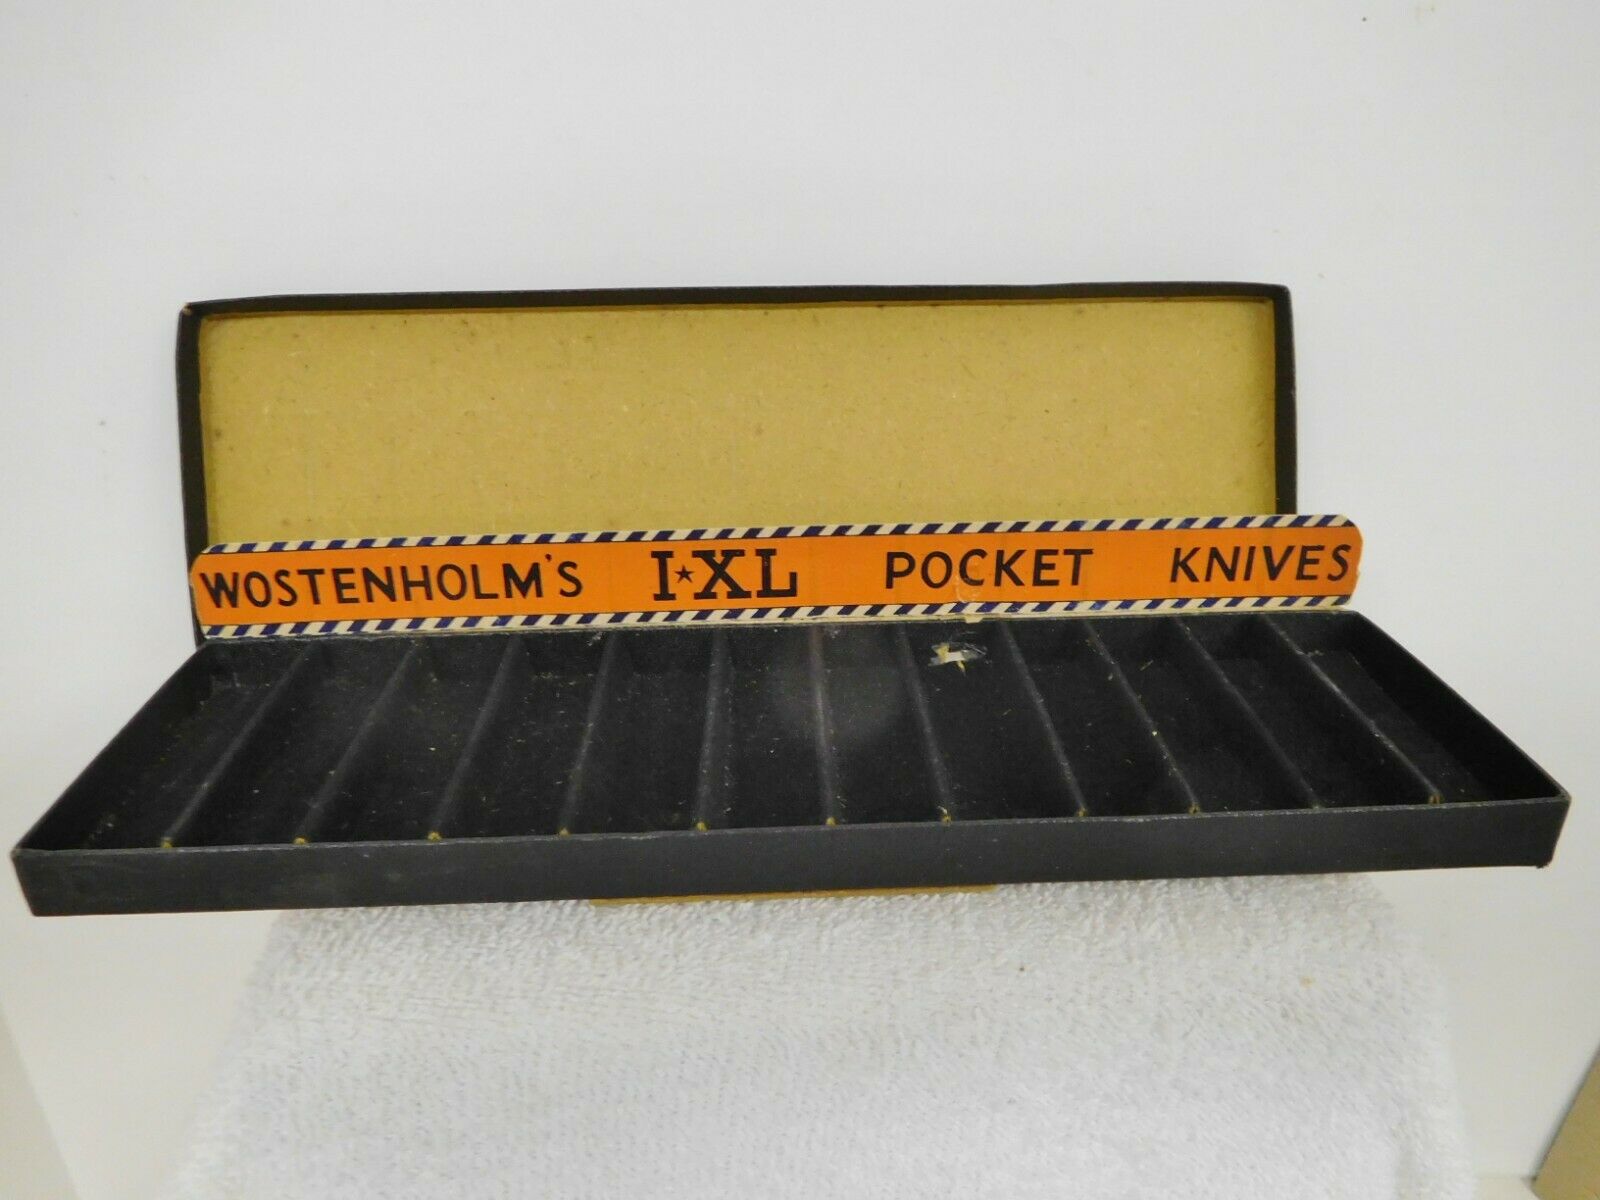 WOSTENHOLM'S I★XL POCKET KNIVES